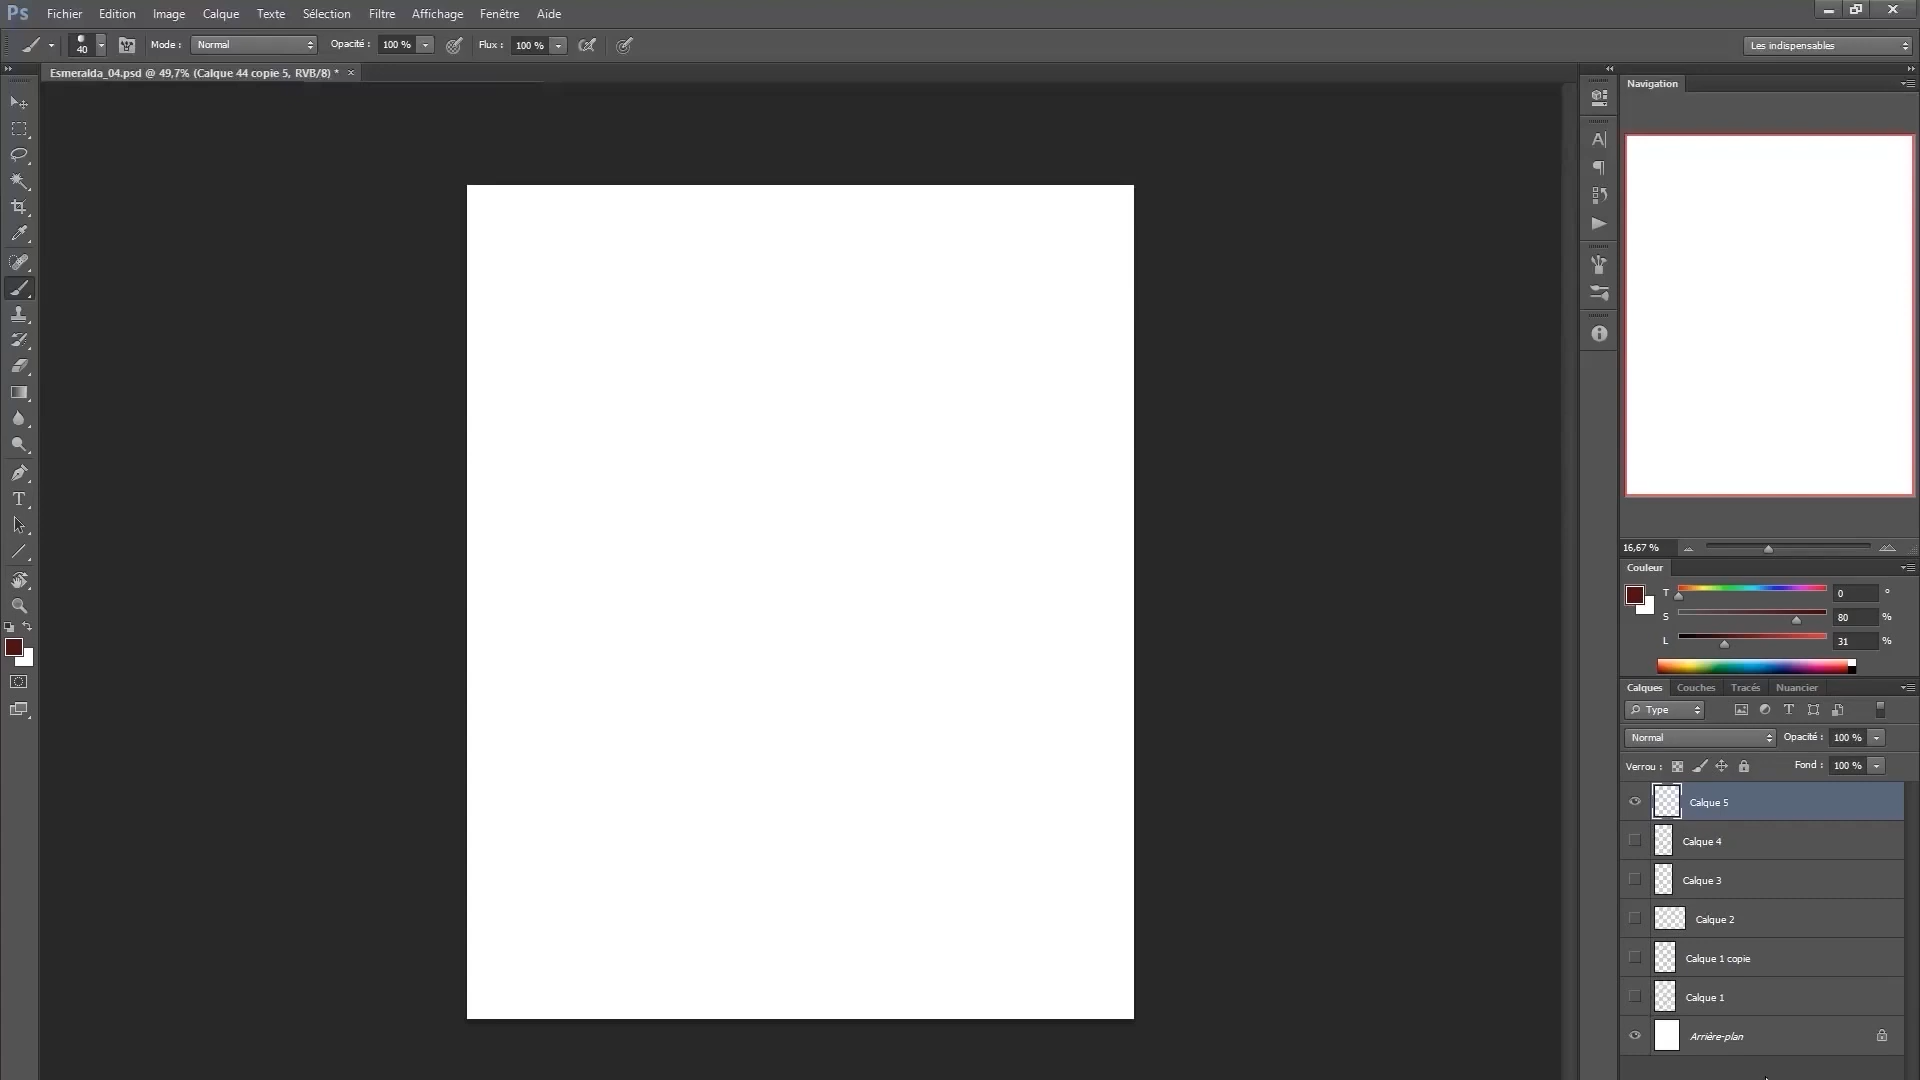 Ps Fichier Edition Image Calque Texte Sélection Filtre Affichage Fenêtre Aide
40 Mode : Normal Opacité : 100 % Flux : 100 % Les indispensables
Esmeralda_04.psd @ 49,7% (Calque 44 copie 5, RVB/8) * ×
Navigation
16,67 %
Couleur
T 0 °
S 80 %
L 31 %
Calques Couches Tracés Nuancier
Type
Normal Opacité : 100 %
Verrou : Fond : 100 %
Calque 5
Calque 4
Calque 3
Calque 2
Calque 1 copie
Calque 1
Arrière-plan